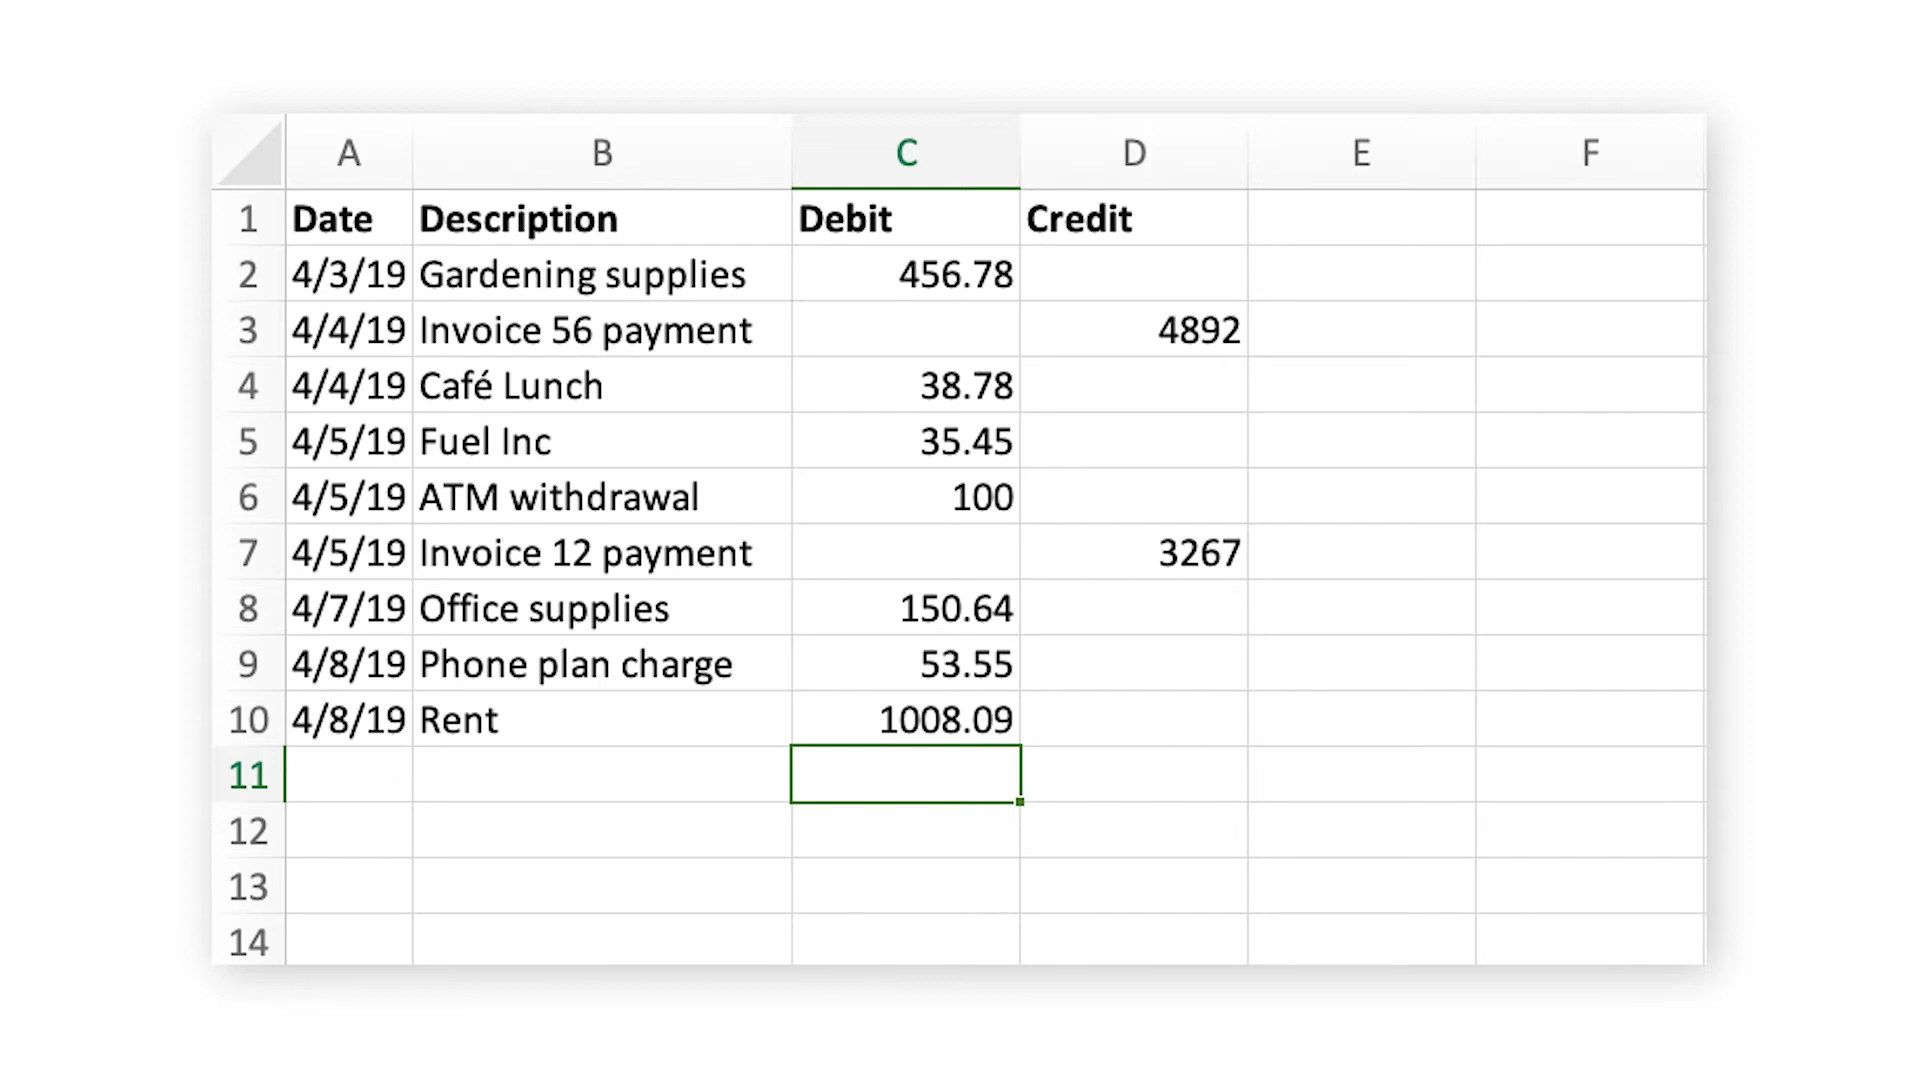 A B C D E F
1 Date Description Debit Credit
2 4/3/19 Gardening supplies 456.78
3 4/4/19 Invoice 56 payment 4892
4 4/4/19 Café Lunch 38.78
5 4/5/19 Fuel Inc 35.45
6 4/5/19 ATM withdrawal 100
7 4/5/19 Invoice 12 payment 3267
8 4/7/19 Office supplies 150.64
9 4/8/19 Phone plan charge 53.55
10 4/8/19 Rent 1008.09
11
12
13
14